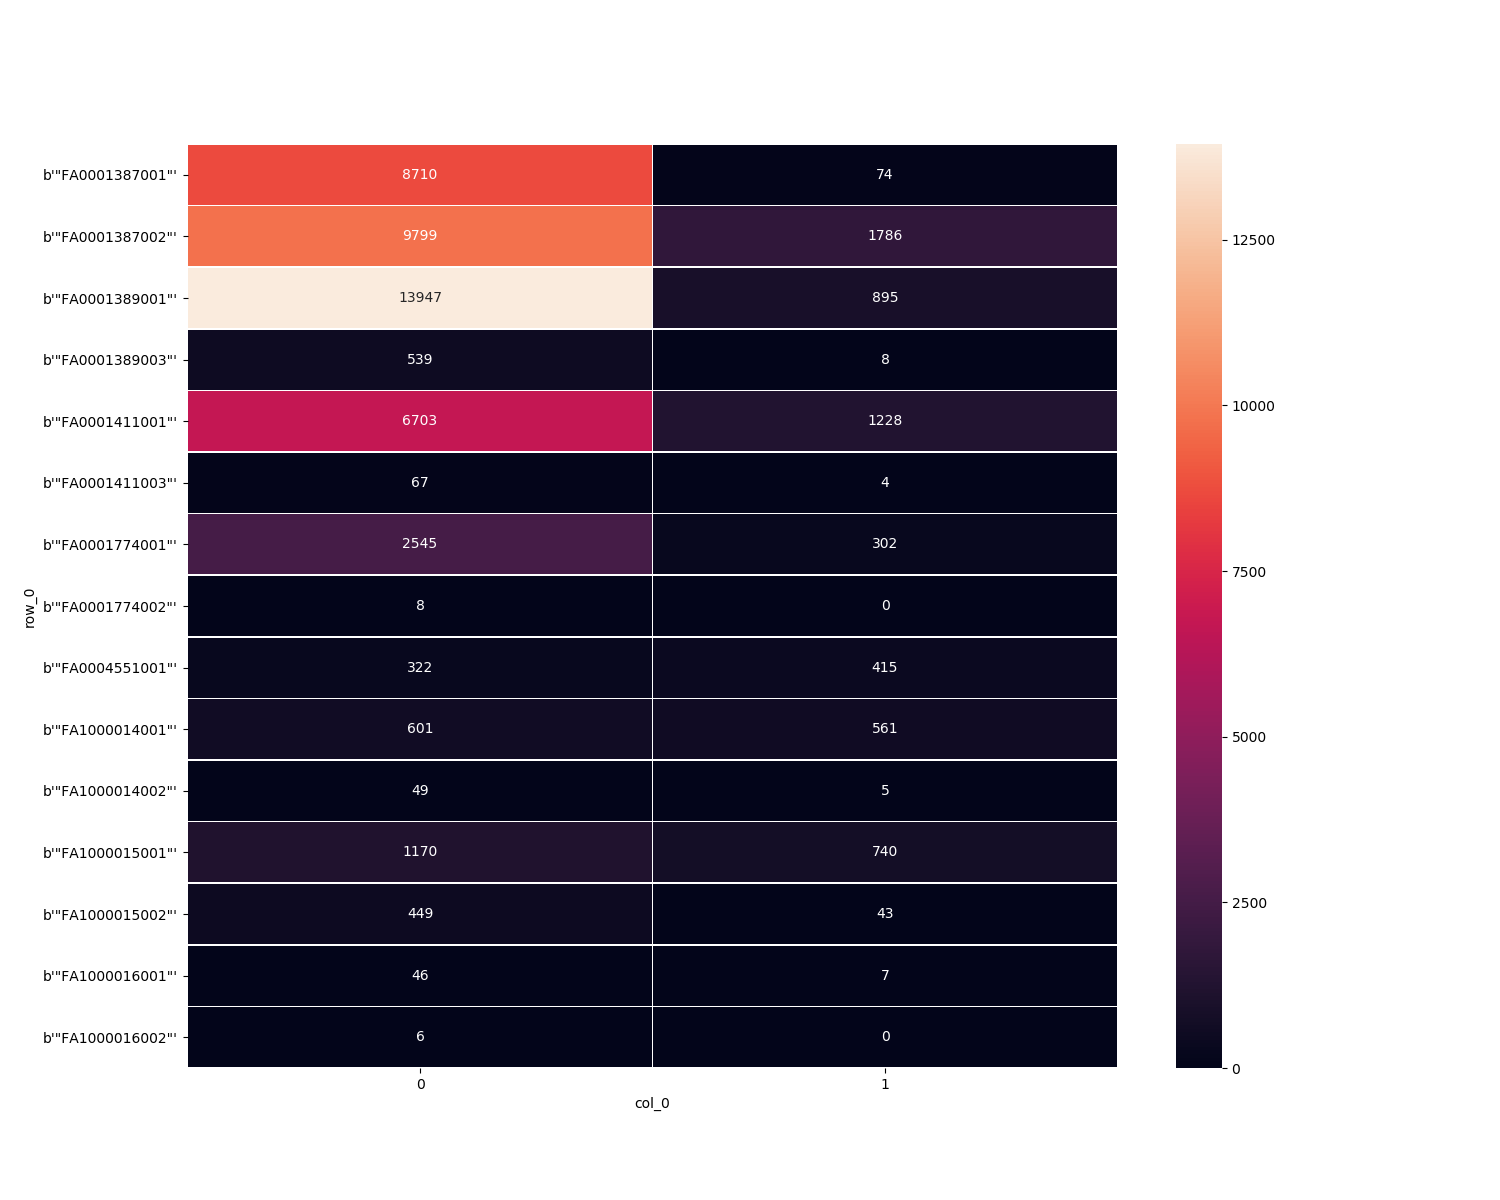 b'"FA0001387001"' 8710 74
b'"FA0001387002"' 9799 1786
b'"FA0001389001"' 13947 895
b'"FA0001389003"' 539 8
b'"FA0001411001"' 6703 1228
b'"FA0001411003"' 67 4
b'"FA0001774001"' 2545 302
b'"FA0001774002"' 8 0
b'"FA0004551001"' 322 415
b'"FA1000014001"' 601 561
b'"FA1000014002"' 49 5
b'"FA1000015001"' 1170 740
b'"FA1000015002"' 449 43
b'"FA1000016001"' 46 7
b'"FA1000016002"' 6 0
row_0
0 1
col_0
12500
10000
7500
5000
2500
0